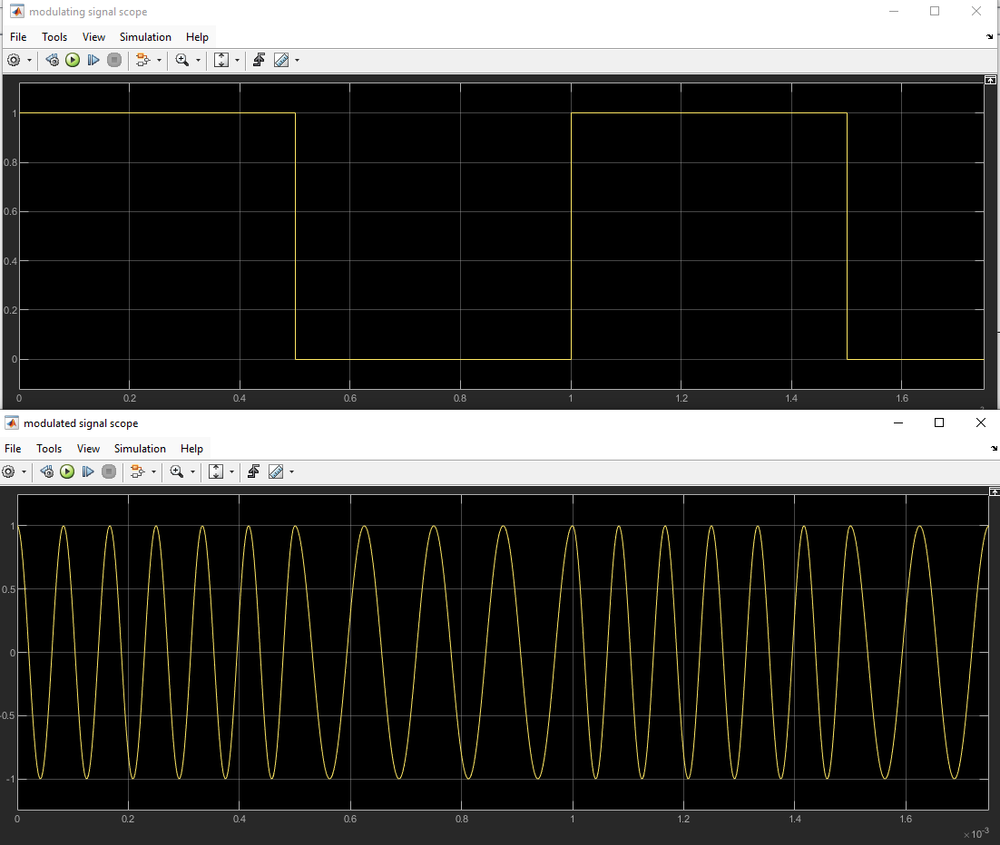 modulating signal scope
File Tools View Simulation Help
1
0.8
0.6
0.4
0.2
0
0 0.2 0.4 0.6 0.8 1 1.2 1.4 1.6
modulated signal scope
File Tools View Simulation Help
1
0.5
0
-0.5
-1
0 0.2 0.4 0.6 0.8 1 1.2 1.4 1.6
×10-3